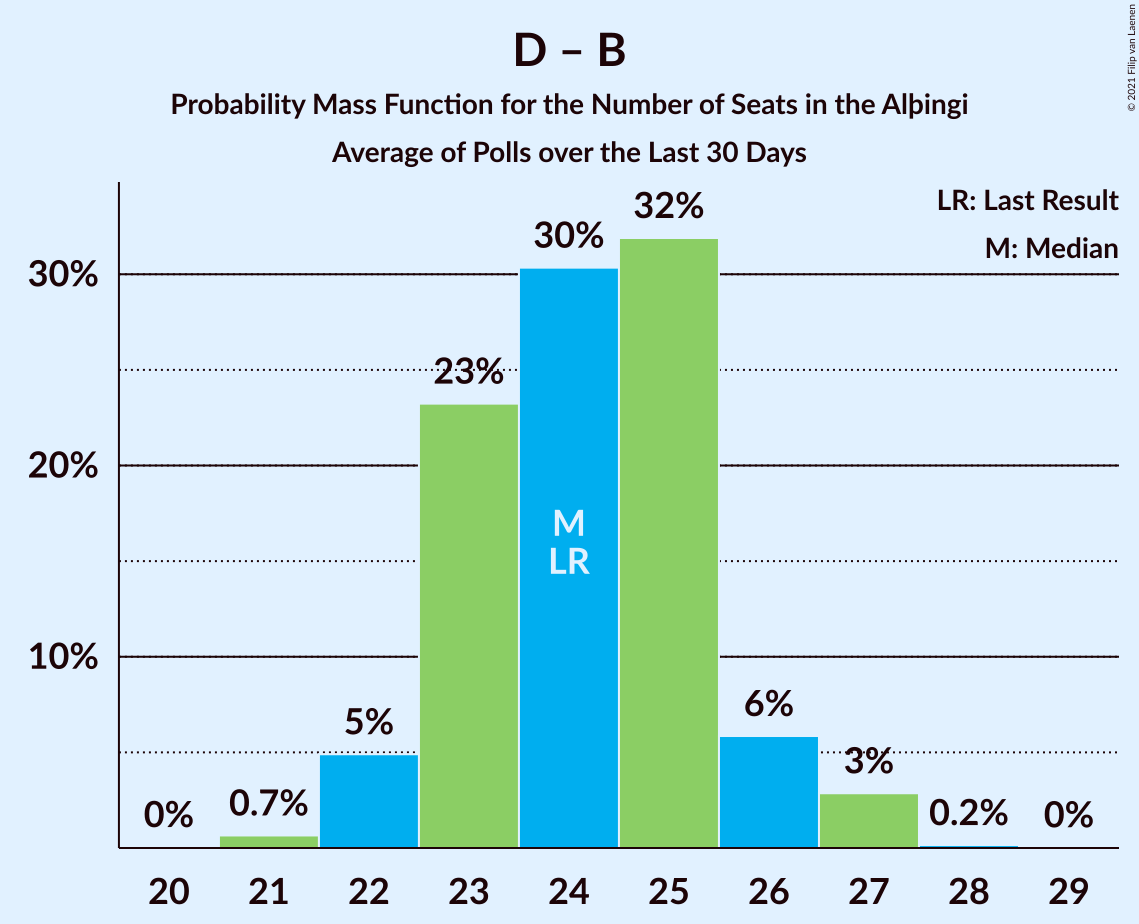 D – B
Probability Mass Function for the Number of Seats in the Alþingi
Average of Polls over the Last 30 Days
© 2021 Filip van Laenen
LR: Last Result
M: Median
30%
20%
10%
0%
0.7%
5%
23%
30%
32%
6%
3%
0.2%
0%
M
LR
20 21 22 23 24 25 26 27 28 29